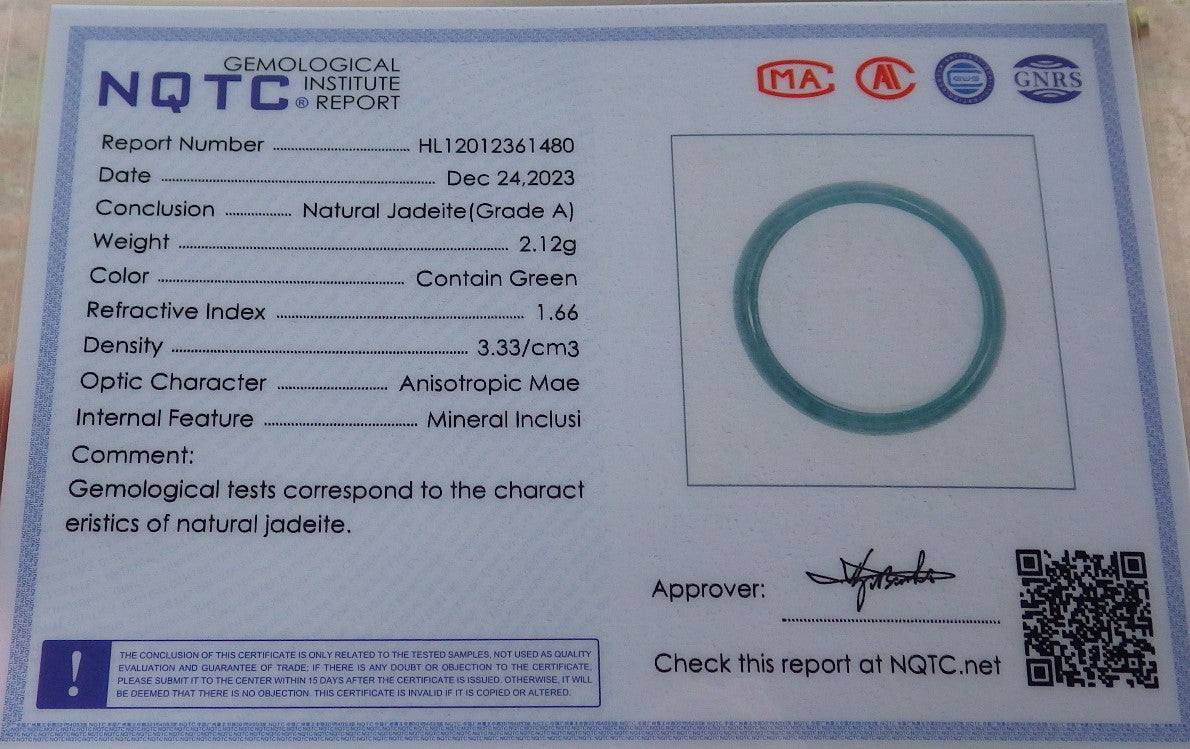 NQTC® GEMOLOGICAL INSTITUTE REPORT
MA
GNRS
Report Number ........ HL12012361480
Date ........ Dec 24,2023
Conclusion ........ Natural Jadeite(Grade A)
Weight ........ 2.12g
Color ........ Contain Green
Refractive Index ........ 1.66
Density ........ 3.33/cm3
Optic Character ........ Anisotropic Mae
Internal Feature ........ Mineral Inclusi
Comment:
Gemological tests correspond to the charact
eristics of natural jadeite.
Approver:
Check this report at NQTC.net
!
THE CONCLUSION OF THIS CERTIFICATE IS ONLY RELATED TO THE TESTED SAMPLES, NOT USED AS QUALITY
EVALUATION AND GUARANTEE OF TRADE; IF THERE IS ANY DOUBT OR OBJECTION TO THE CERTIFICATE,
PLEASE SUBMIT IT TO THE CENTER WITHIN 15 DAYS AFTER THE CERTIFICATE IS ISSUED. OTHERWISE, IT WILL
BE DEEMED THAT THERE IS NO OBJECTION. THIS CERTIFICATE IS INVALID IF IT IS COPIED OR ALTERED.